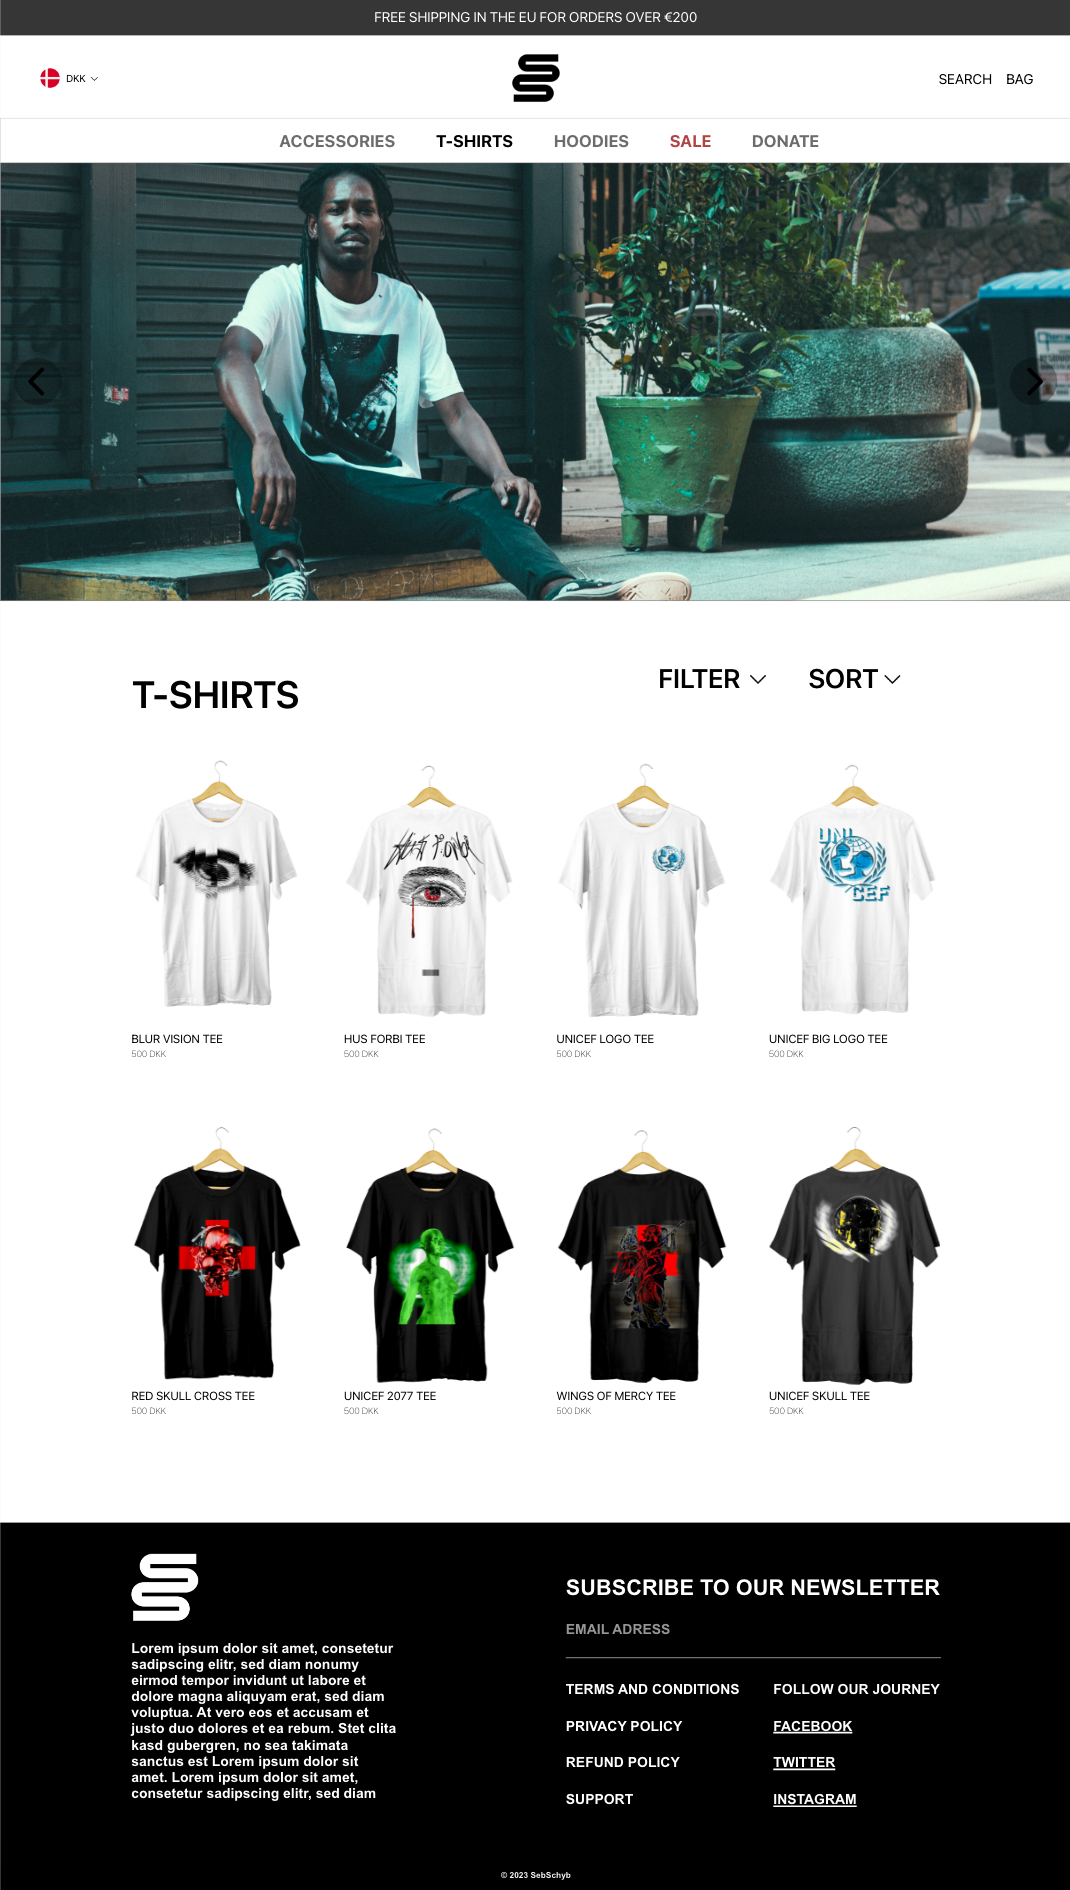 FREE SHIPPING IN THE EU FOR ORDERS OVER €200
DKK
SEARCH BAG
ACCESSORIES T-SHIRTS HOODIES SALE DONATE
T-SHIRTS
FILTER SORT
UNI
CEF
BLUR VISION TEE
500 DKK
HUS FORBI TEE
500 DKK
UNICEF LOGO TEE
500 DKK
UNICEF BIG LOGO TEE
500 DKK
RED SKULL CROSS TEE
500 DKK
UNICEF 2077 TEE
500 DKK
WINGS OF MERCY TEE
500 DKK
UNICEF SKULL TEE
500 DKK
Lorem ipsum dolor sit amet, consetetur
sadipscing elitr, sed diam nonumy
eirmod tempor invidunt ut labore et
dolore magna aliquyam erat, sed diam
voluptua. At vero eos et accusam et
justo duo dolores et ea rebum. Stet clita
kasd gubergren, no sea takimata
sanctus est Lorem ipsum dolor sit
amet. Lorem ipsum dolor sit amet,
consetetur sadipscing elitr, sed diam
SUBSCRIBE TO OUR NEWSLETTER
EMAIL ADRESS
TERMS AND CONDITIONS
PRIVACY POLICY
REFUND POLICY
SUPPORT
FOLLOW OUR JOURNEY
FACEBOOK
TWITTER
INSTAGRAM
© 2023 SebSchyb